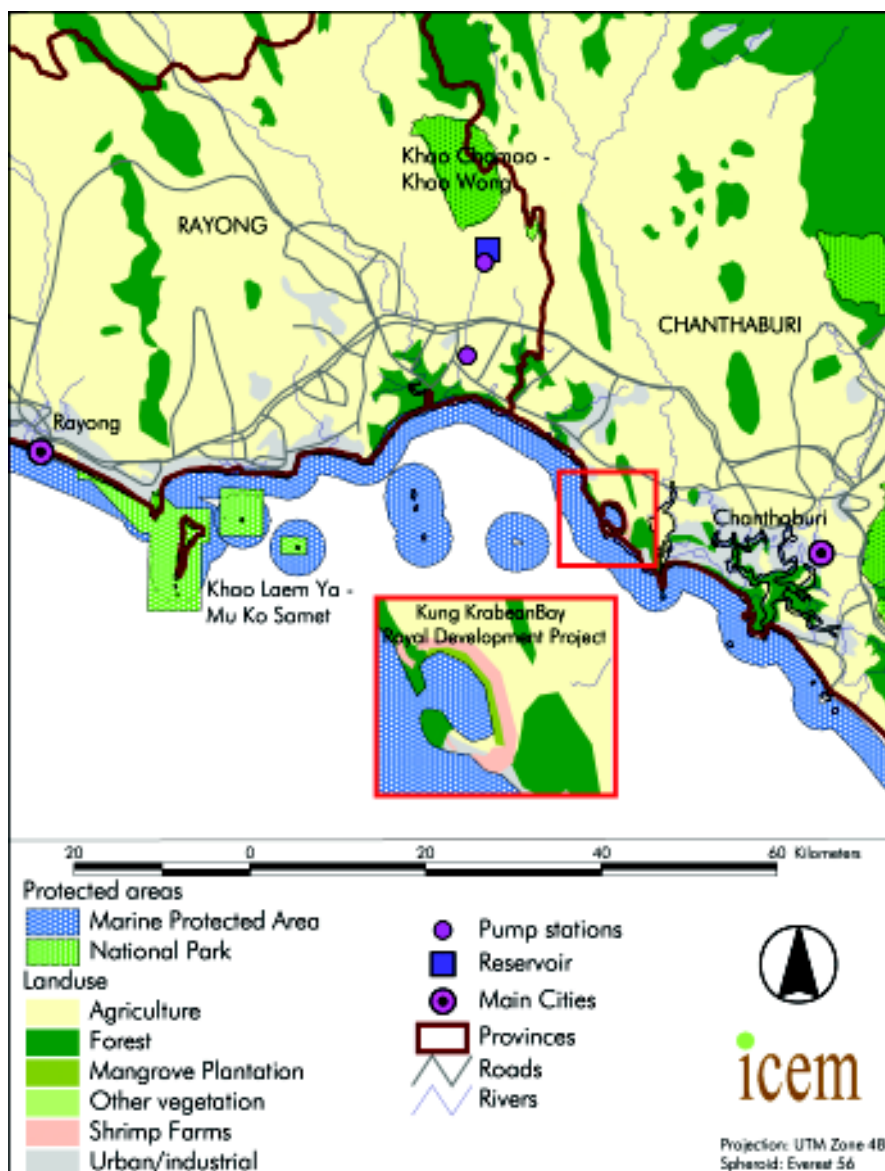 Khao Chamao -
Khao Wong
RAYONG
CHANTHABURI
Rayong
Chanthaburi
Khao Laem Ya -
Mu Ko Samet
Kung KrabeanBay
Royal Development Project
20 0 20 40 60 Kilometers
Protected areas
Marine Protected Area
National Park
Landuse
Agriculture
Forest
Mangrove Plantation
Other vegetation
Shrimp Farms
Urban/industrial
Pump stations
Reservoir
Main Cities
Provinces
Roads
Rivers
icem
Projection: UTM Zone 48
Spheroid: Everest 56